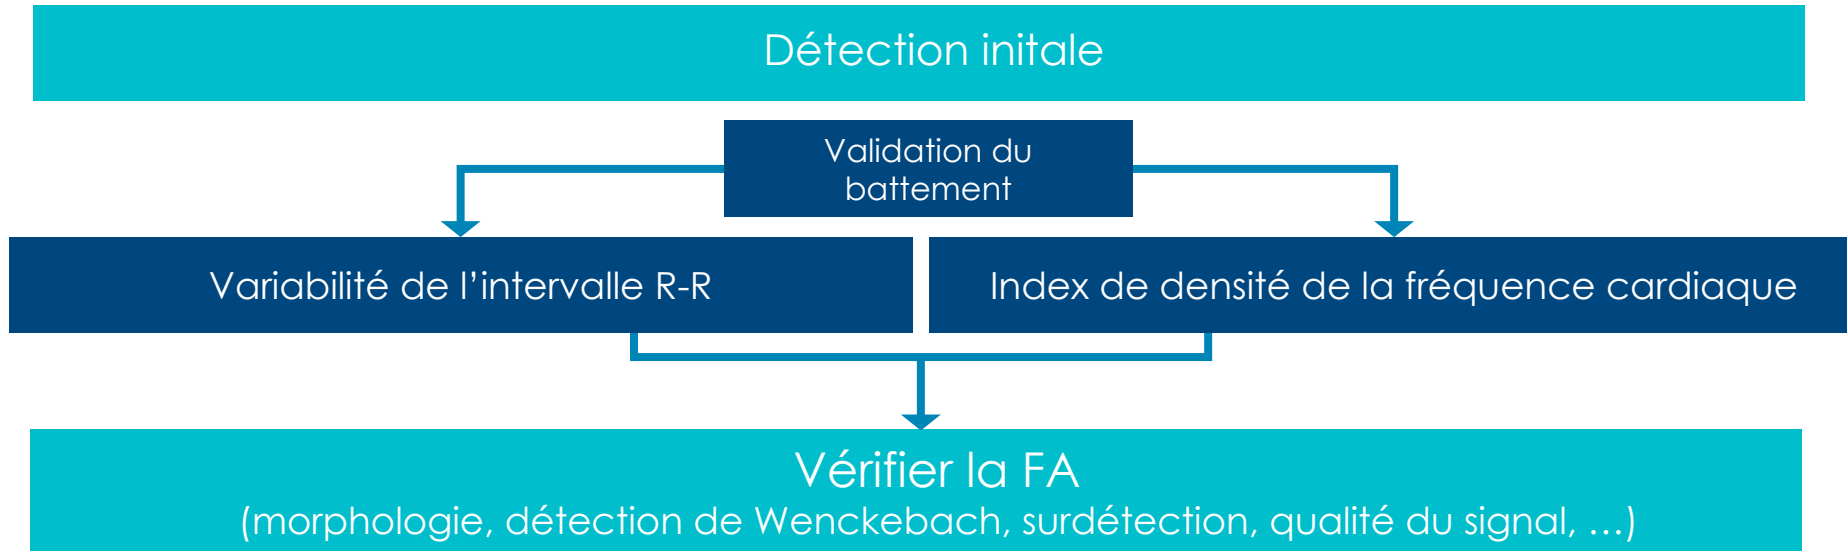 Détection initale
Validation du
battement
Variabilité de l’intervalle R-R
Index de densité de la fréquence cardiaque
Vérifier la FA
(morphologie, détection de Wenckebach, surdétection, qualité du signal, …)